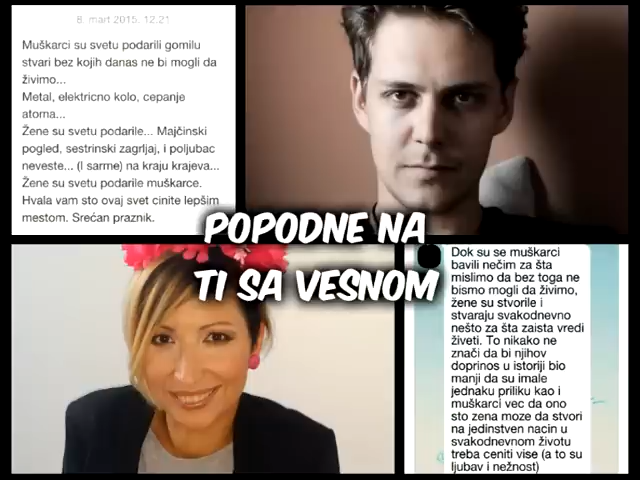 8. mart 2015. 12.21
Muškarci su svetu podarili gomilu
stvari bez kojih danas ne bi mogli da
živimo...
Metal, elektricno kolo, cepanje
atoma...
Žene su svetu podarile... Majčinski
pogled, sestrinski zagrljaj, i poljubac
neveste... (I sarme) na kraju krajeva...
Žene su svetu podarile muškarce.
Hvala vam sto ovaj svet cinite lepšim
mestom. Srećan praznik.
POPODNE NA
TI SA VESNOM
Dok su se muškarci
bavili nečim za šta
mislimo da bez toga ne
bismo mogli da živimo,
žene su stvorile i
stvaraju svakodnevno
nešto za šta zaista vredi
živeti. To nikako ne
znači da bi njihov
doprinos u istoriji bio
manji da su imale
jednaku priliku kao i
muškarci vec da ono
sto zena moze da stvori
na jedinstven nacin u
svakodnevnom životu
treba ceniti vise (a to su
ljubav i nežnost)